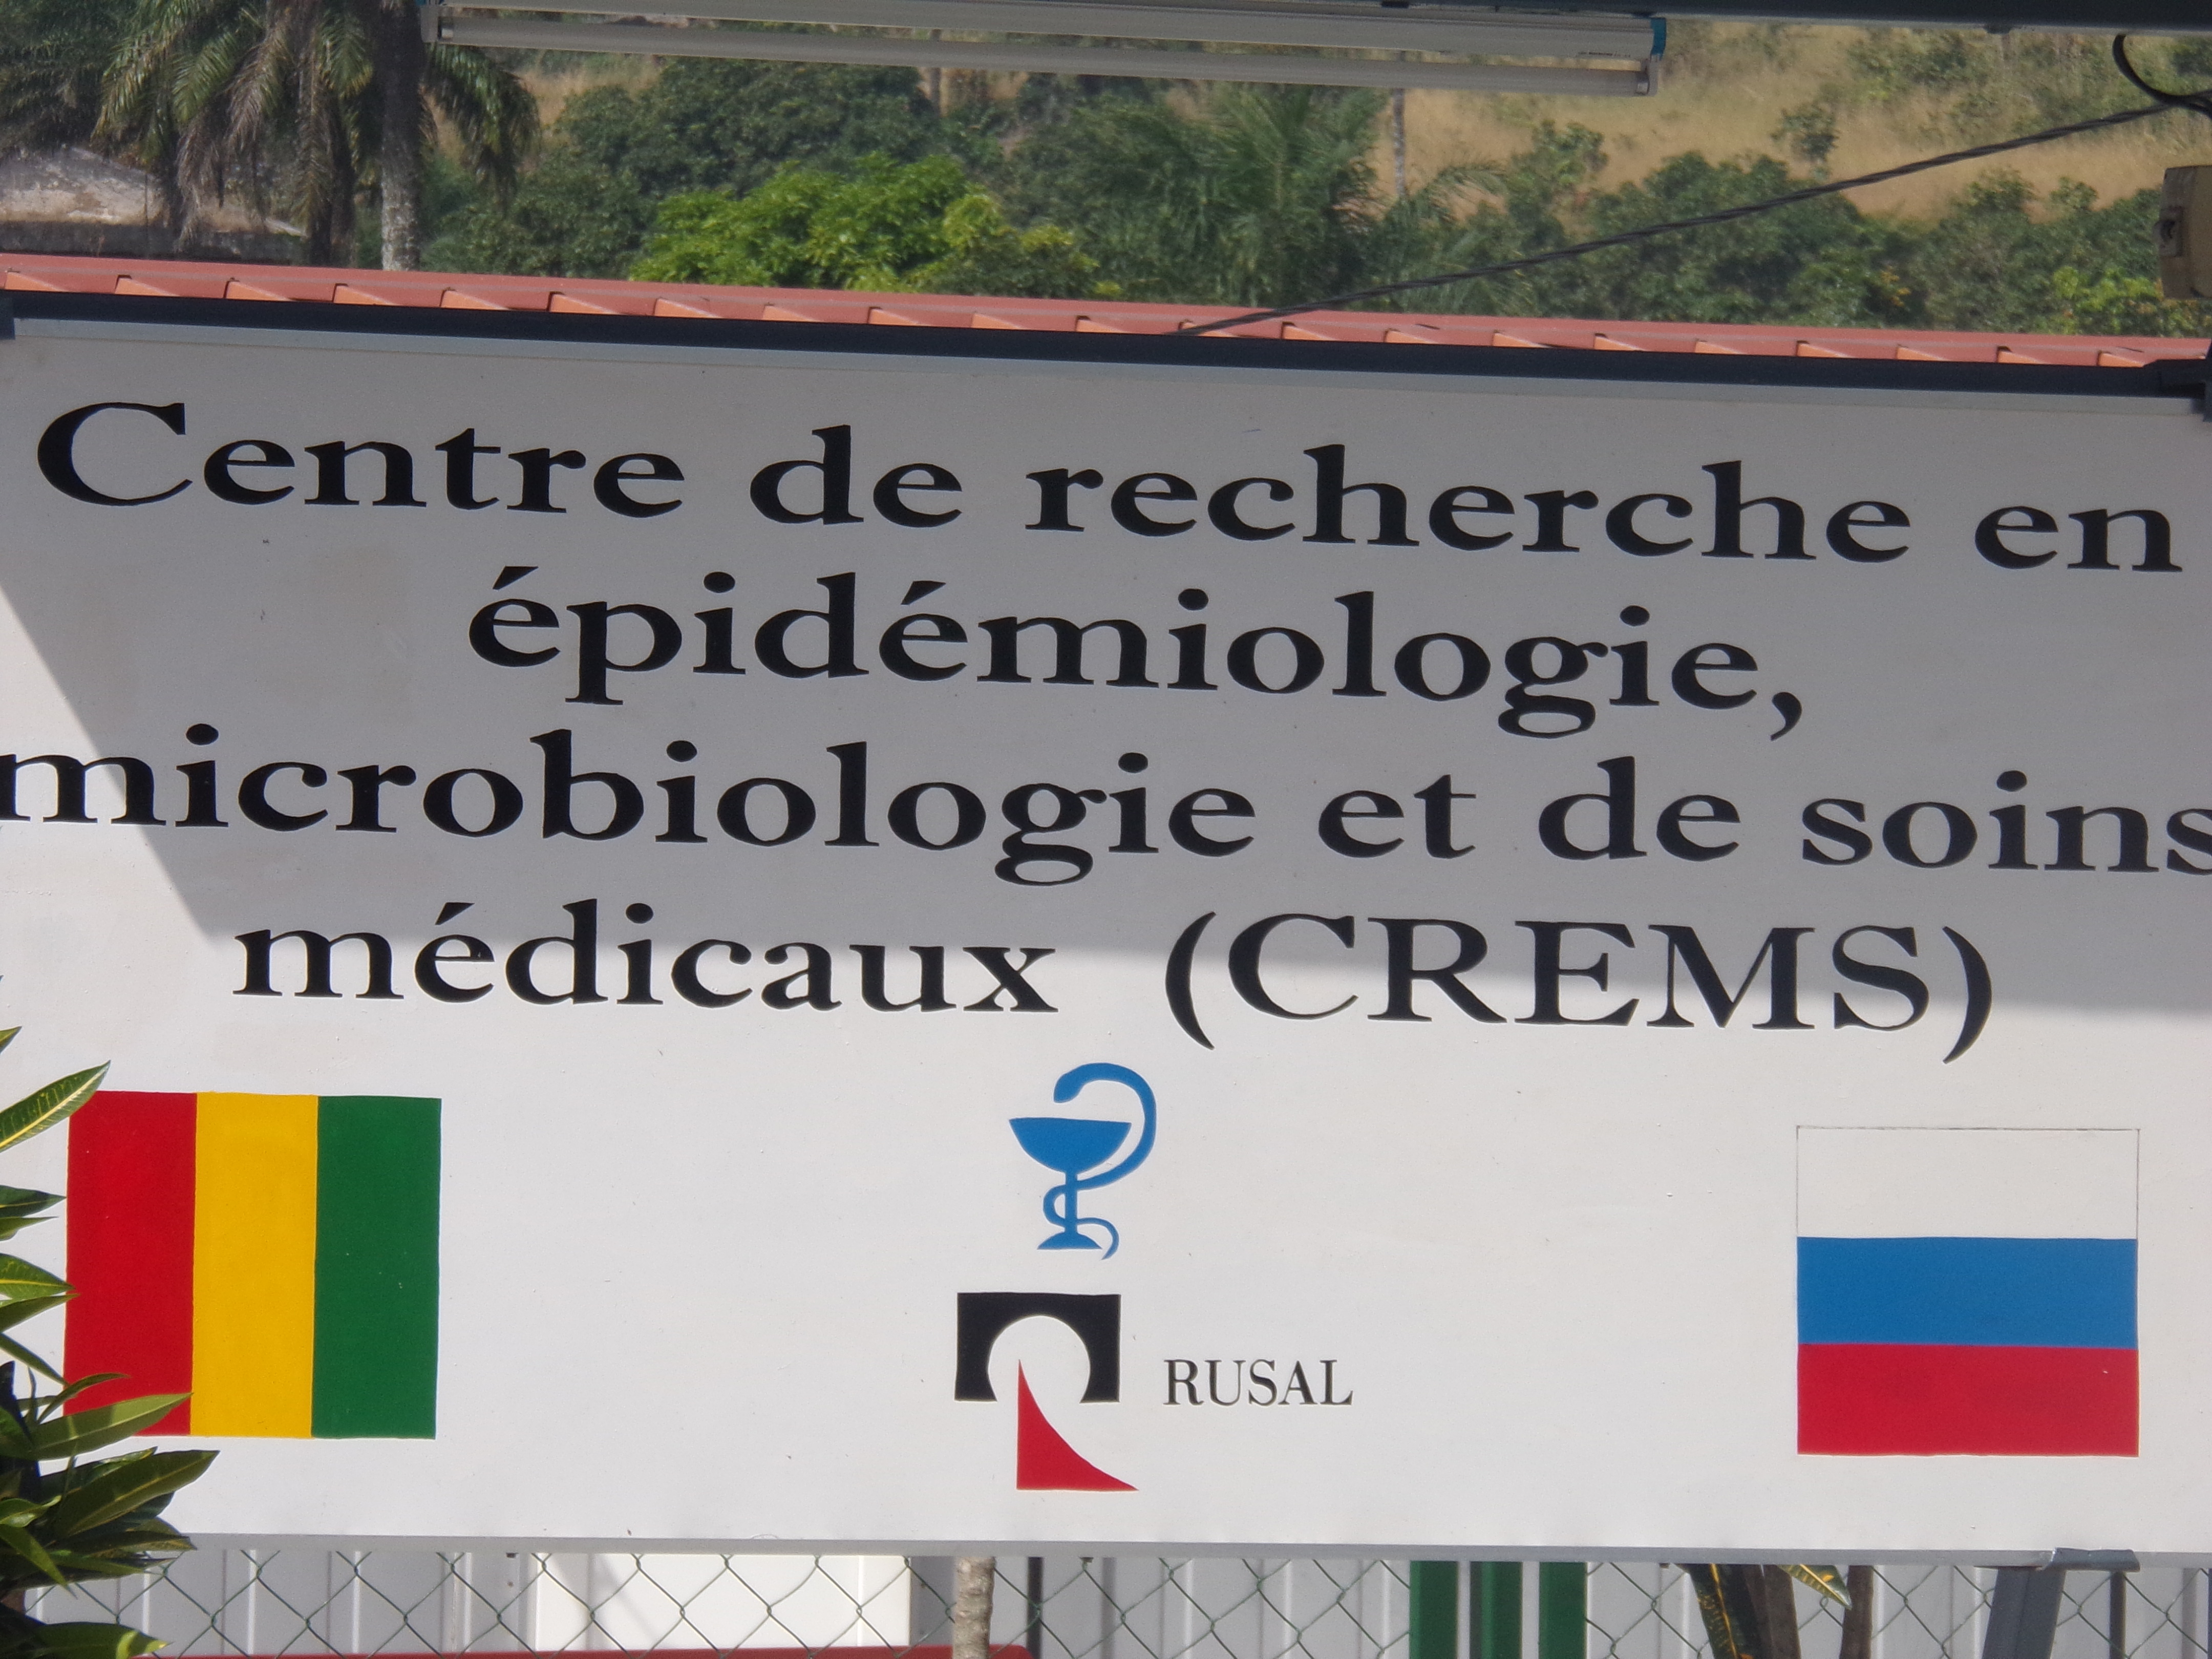 Centre de recherche en
épidémiologie,
microbiologie et de soins
médicaux (CREMS)
RUSAL